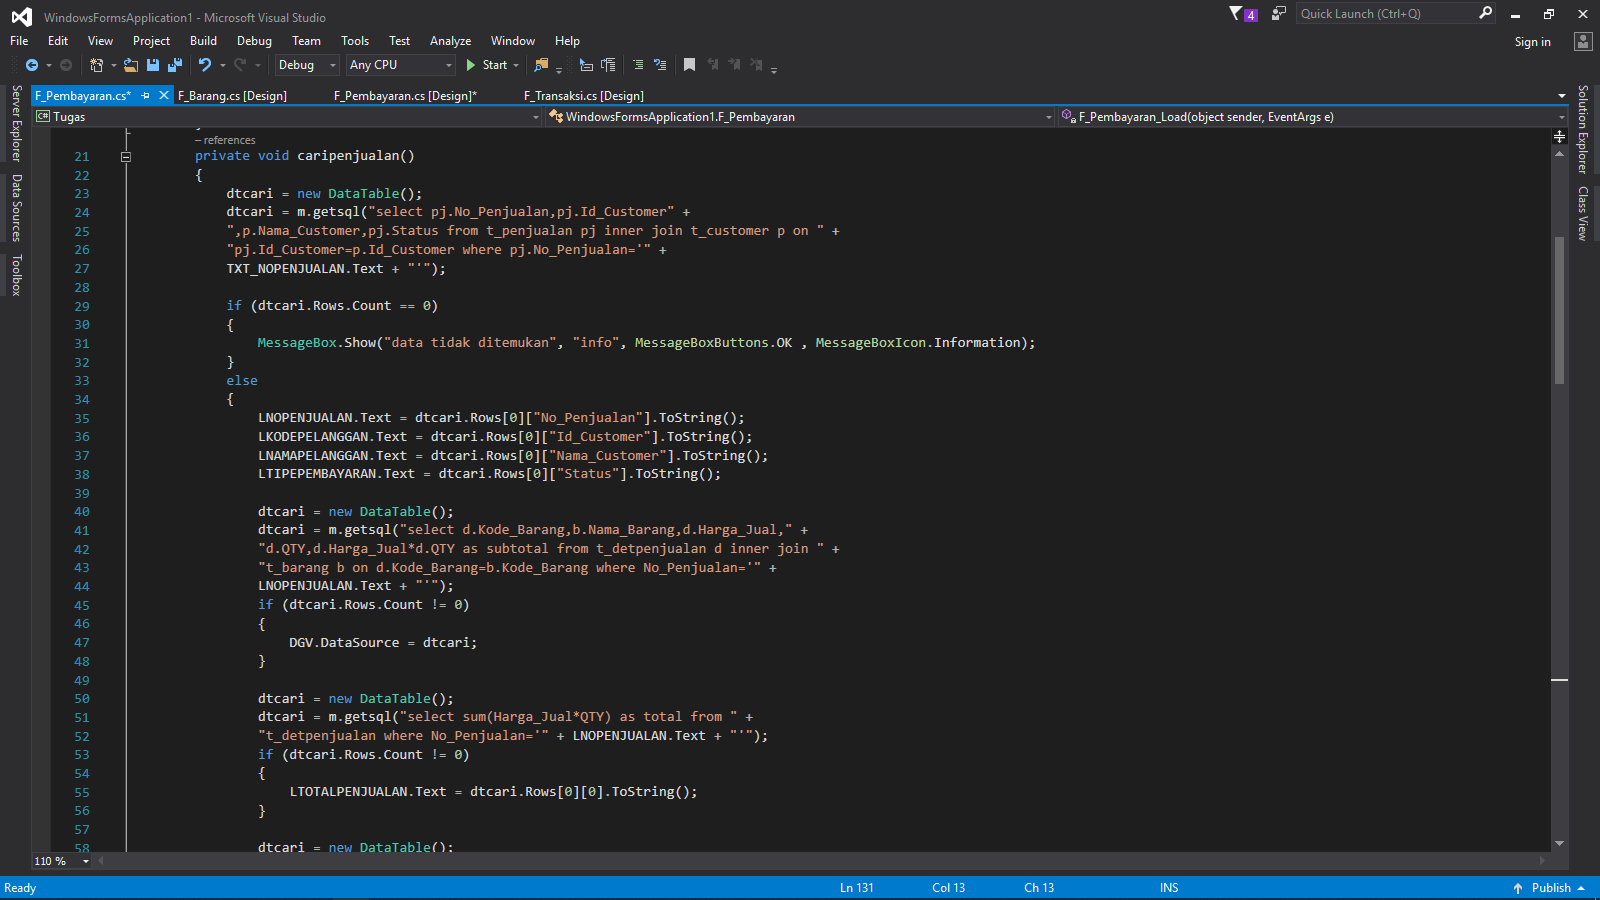 WindowsFormsApplication1 - Microsoft Visual Studio
4
Quick Launch (Ctrl+Q)
File Edit View Project Build Debug Team Tools Test Analyze Window Help
Sign in
Debug Any CPU Start
F_Pembayaran.cs* F_Barang.cs [Design] F_Pembayaran.cs [Design]* F_Transaksi.cs [Design]
C# Tugas WindowsFormsApplication1.F_Pembayaran F_Pembayaran_Load(object sender, EventArgs e)
Server Explorer
Data Sources
Toolbox
Solution Explorer
Class View
– references
21 private void caripenjualan()
22 {
23 dtcari = new DataTable();
24 dtcari = m.getsql("select pj.No_Penjualan,pj.Id_Customer" +
25 ",p.Nama_Customer,pj.Status from t_penjualan pj inner join t_customer p on " +
26 "pj.Id_Customer=p.Id_Customer where pj.No_Penjualan='" +
27 TXT_NOPENJUALAN.Text + "'");
28
29 if (dtcari.Rows.Count == 0)
30 {
31 MessageBox.Show("data tidak ditemukan", "info", MessageBoxButtons.OK , MessageBoxIcon.Information);
32 }
33 else
34 {
35 LNOPENJUALAN.Text = dtcari.Rows[0]["No_Penjualan"].ToString();
36 LKODEPELANGGAN.Text = dtcari.Rows[0]["Id_Customer"].ToString();
37 LNAMAPELANGGAN.Text = dtcari.Rows[0]["Nama_Customer"].ToString();
38 LTIPEPEMBAYARAN.Text = dtcari.Rows[0]["Status"].ToString();
39
40 dtcari = new DataTable();
41 dtcari = m.getsql("select d.Kode_Barang,b.Nama_Barang,d.Harga_Jual," +
42 "d.QTY,d.Harga_Jual*d.QTY as subtotal from t_detpenjualan d inner join " +
43 "t_barang b on d.Kode_Barang=b.Kode_Barang where No_Penjualan='" +
44 LNOPENJUALAN.Text + "'");
45 if (dtcari.Rows.Count != 0)
46 {
47 DGV.DataSource = dtcari;
48 }
49
50 dtcari = new DataTable();
51 dtcari = m.getsql("select sum(Harga_Jual*QTY) as total from " +
52 "t_detpenjualan where No_Penjualan='" + LNOPENJUALAN.Text + "'");
53 if (dtcari.Rows.Count != 0)
54 {
55 LTOTALPENJUALAN.Text = dtcari.Rows[0][0].ToString();
56 }
57
58 dtcari = new DataTable();
110 %
Ready Ln 131 Col 13 Ch 13 INS Publish